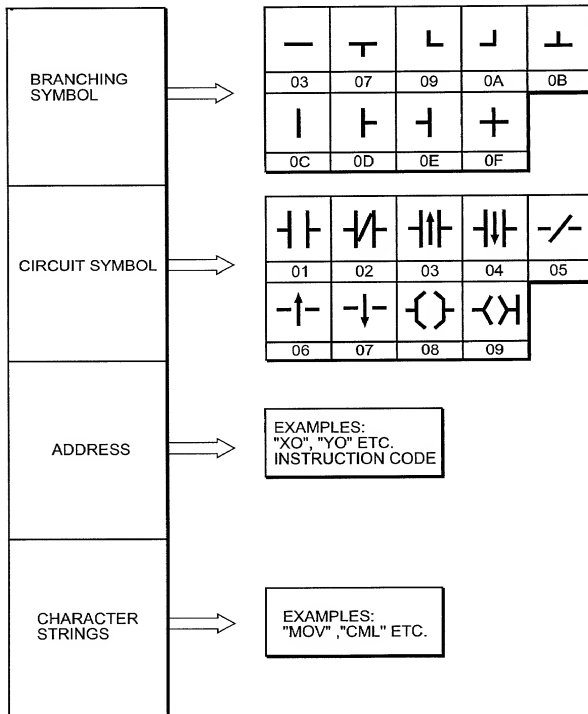 BRANCHING
SYMBOL
03 07 09 0A 0B
0C 0D 0E 0F
CIRCUIT SYMBOL
01 02 03 04 05
06 07 08 09
ADDRESS
EXAMPLES:
"XO", "YO" ETC.
INSTRUCTION CODE
CHARACTER
STRINGS
EXAMPLES:
"MOV" ,"CML" ETC.